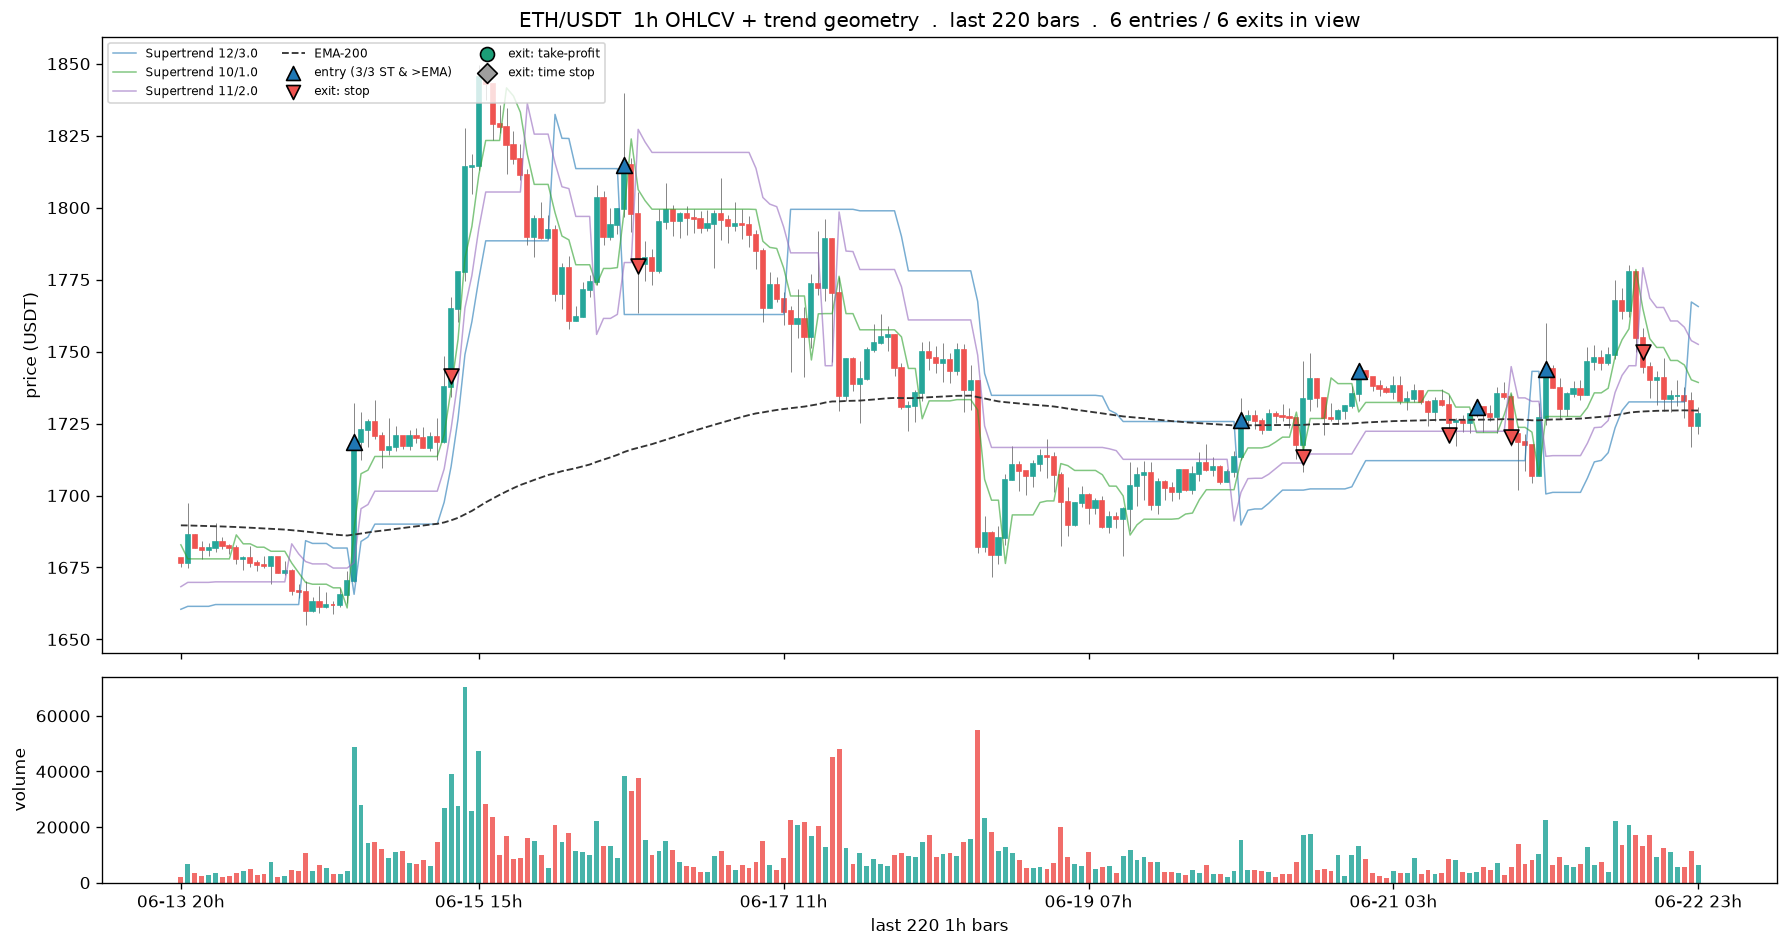 ETH/USDT  1h OHLCV + trend geometry  .  last 220 bars  .  6 entries / 6 exits in view
Supertrend 12/3.0
Supertrend 10/1.0
Supertrend 11/2.0
EMA-200
entry (3/3 ST & >EMA)
exit: stop
exit: take-profit
exit: time stop
price (USDT)
1850
1825
1800
1775
1750
1725
1700
1675
1650
volume
60000
40000
20000
0
06-13 20h
06-15 15h
06-17 11h
06-19 07h
06-21 03h
06-22 23h
last 220 1h bars